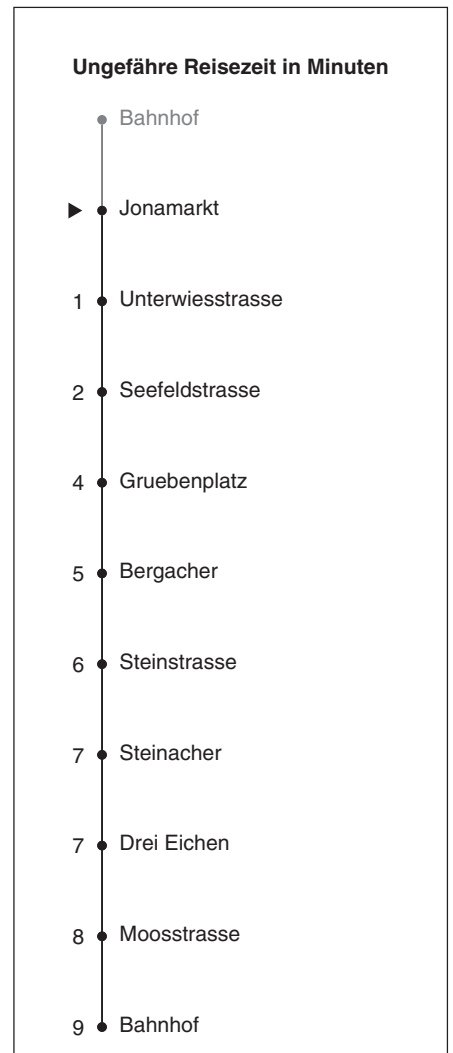 Ungefähre Reisezeit in Minuten
Bahnhof
Jonamarkt
1 Unterwiesstrasse
2 Seefeldstrasse
4 Gruebenplatz
5 Bergacher
6 Steinstrasse
7 Steinacher
7 Drei Eichen
8 Moosstrasse
9 Bahnhof